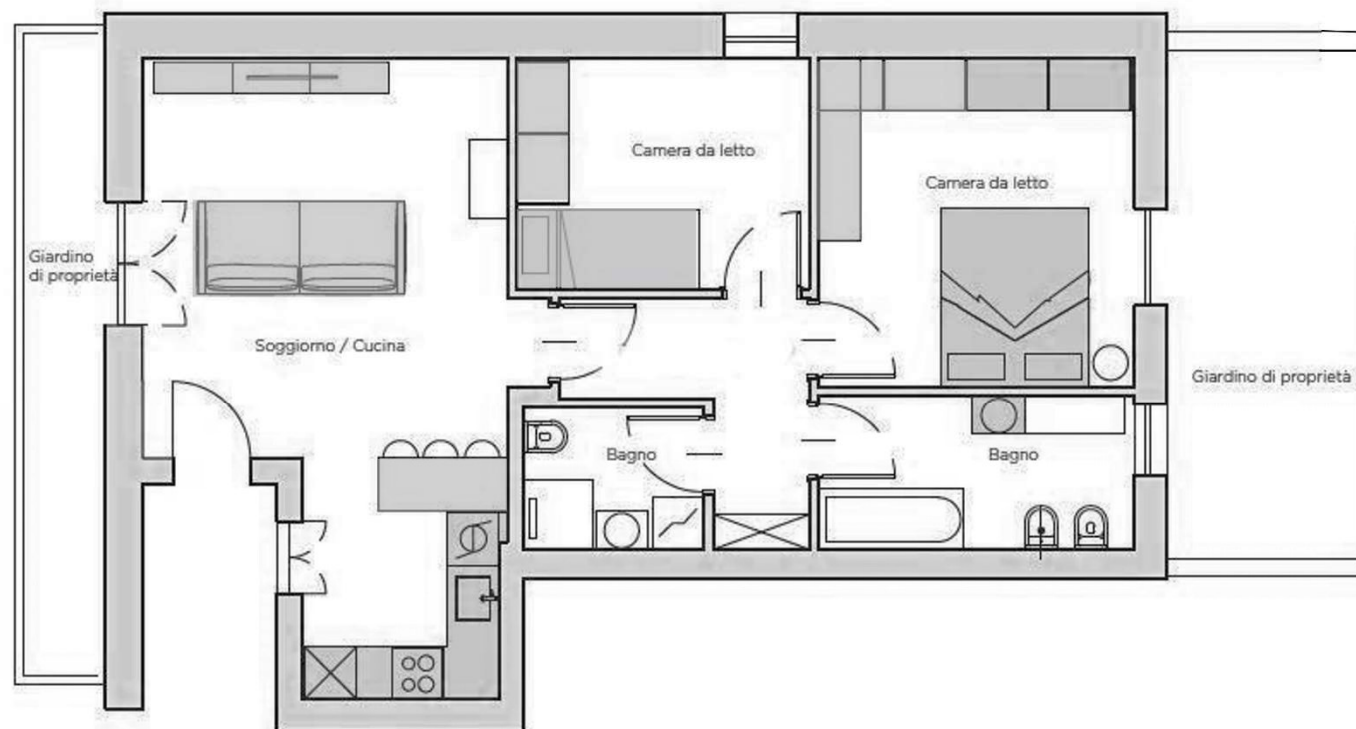 Camera da letto
Camera da letto
Giardino
di proprietà
Soggiorno / Cucina
Giardino di proprietà
Bagno
Bagno